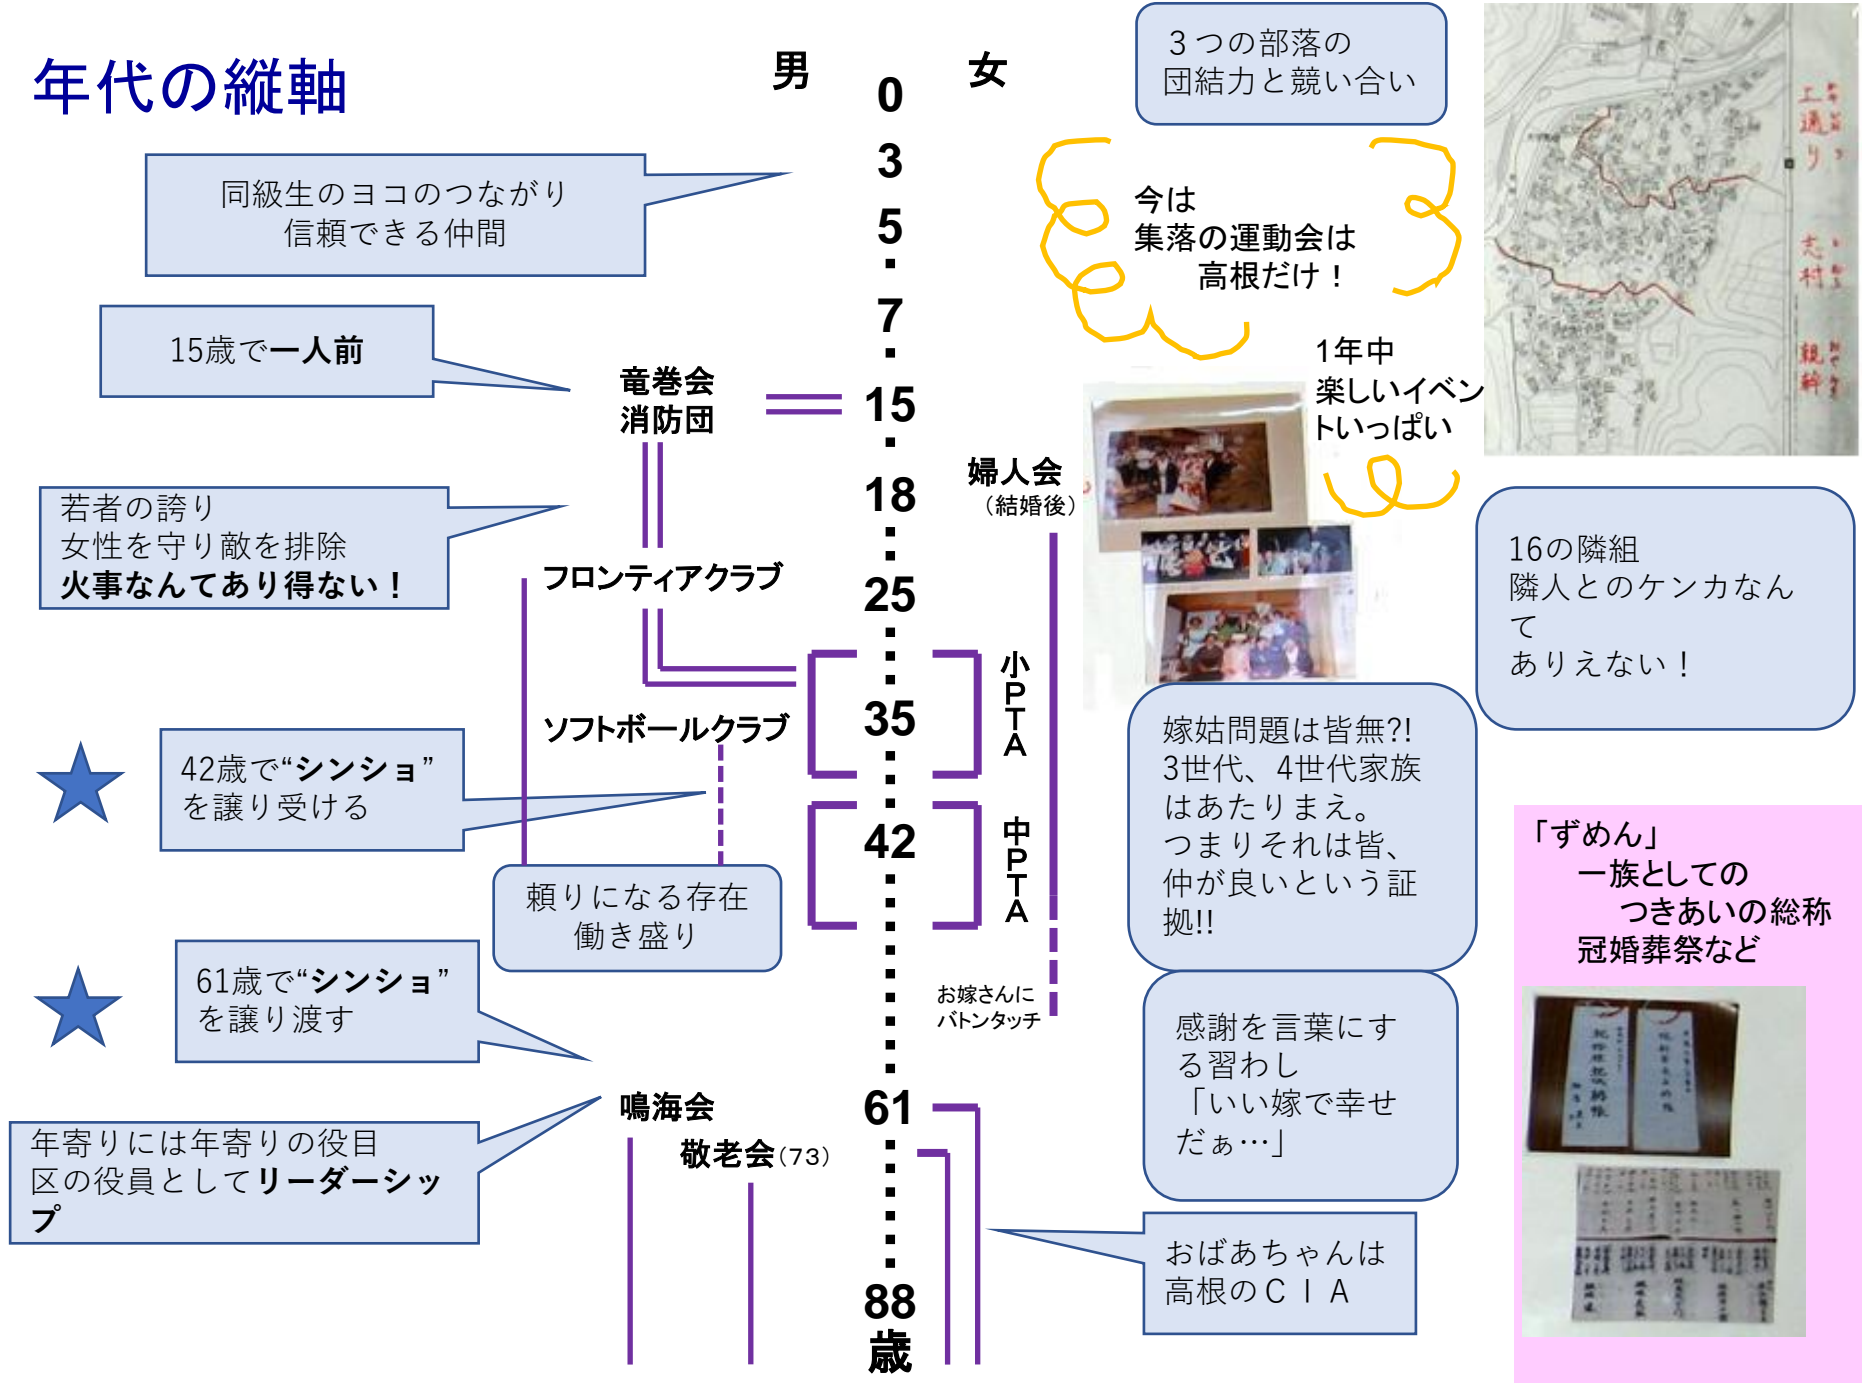 年代の縦軸
男
女
0
3
5
7
15
18
25
35
42
61
88
歳
同級生のヨコのつながり
信頼できる仲間
15歳で一人前
竜巻会
消防団
若者の誇り
女性を守り敵を排除
火事なんてあり得ない！
フロンティアクラブ
ソフトボールクラブ
42歳で“シンショ”
を譲り受ける
頼りになる存在
働き盛り
61歳で“シンショ”
を譲り渡す
鳴海会
敬老会(73)
年寄りには年寄りの役目
区の役員としてリーダーシッ
プ
婦人会
（結婚後）
小PTA
中PTA
お嫁さんに
バトンタッチ
３つの部落の
団結力と競い合い
今は
集落の運動会は
高根だけ！
1年中
楽しいイベン
トいっぱい
上通り
志村
16の隣組
隣人とのケンカなん
て
ありえない！
嫁姑問題は皆無?!
3世代、4世代家族
はあたりまえ。
つまりそれは皆、
仲が良いという証
拠!!
感謝を言葉にす
る習わし
「いい嫁で幸せ
だぁ…」
おばあちゃんは
高根のＣＩＡ
「ずめん」
一族としての
つきあいの総称
冠婚葬祭など